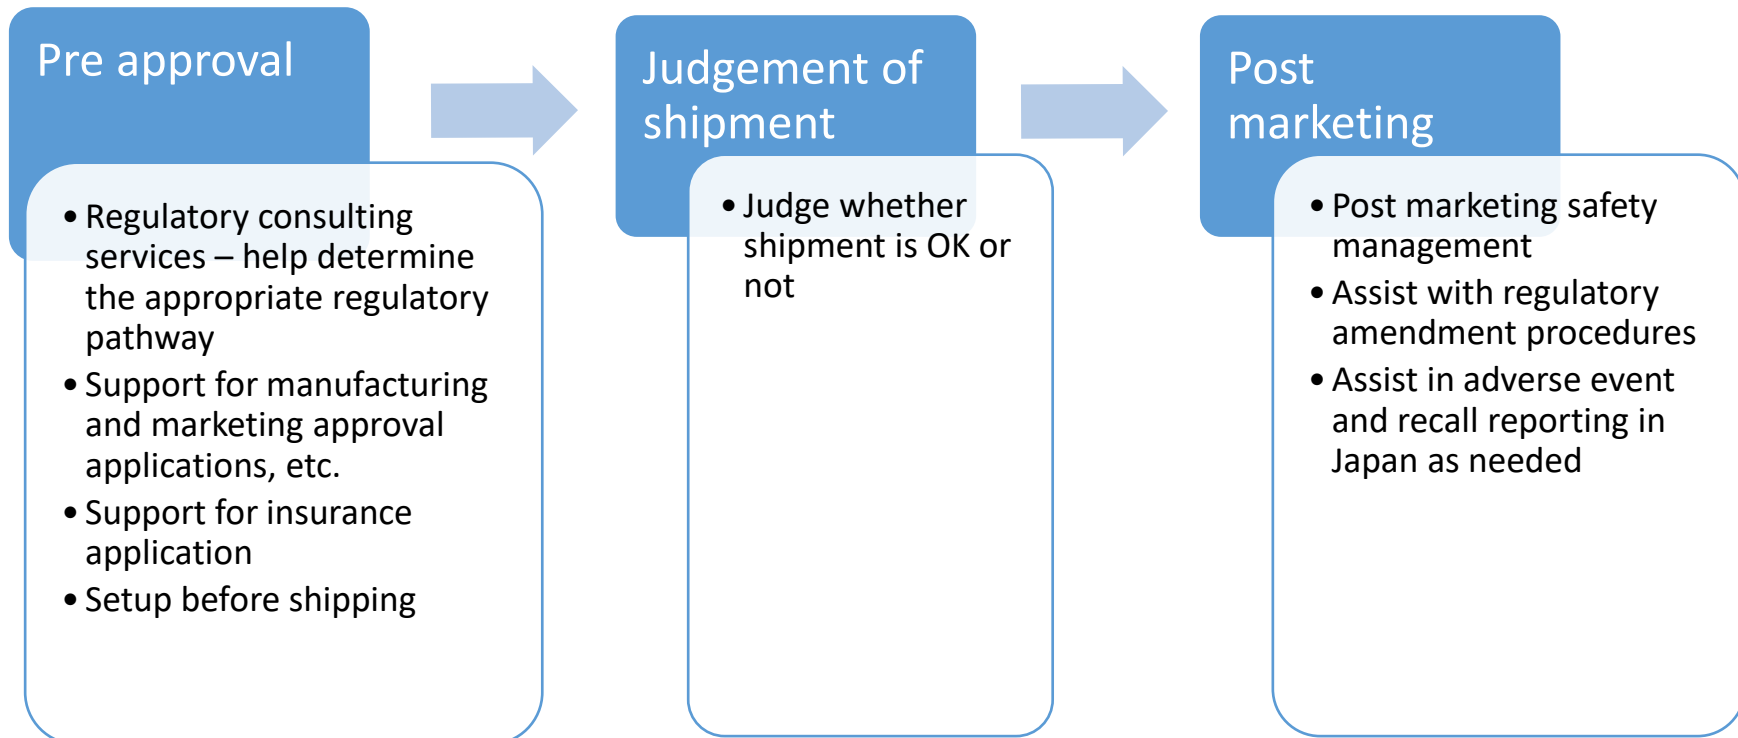 Pre approval
• Regulatory consulting
services – help determine
the appropriate regulatory
pathway
• Support for manufacturing
and marketing approval
applications, etc.
• Support for insurance
application
• Setup before shipping
Judgement of
shipment
• Judge whether
shipment is OK or
not
Post
marketing
• Post marketing safety
management
• Assist with regulatory
amendment procedures
• Assist in adverse event
and recall reporting in
Japan as needed